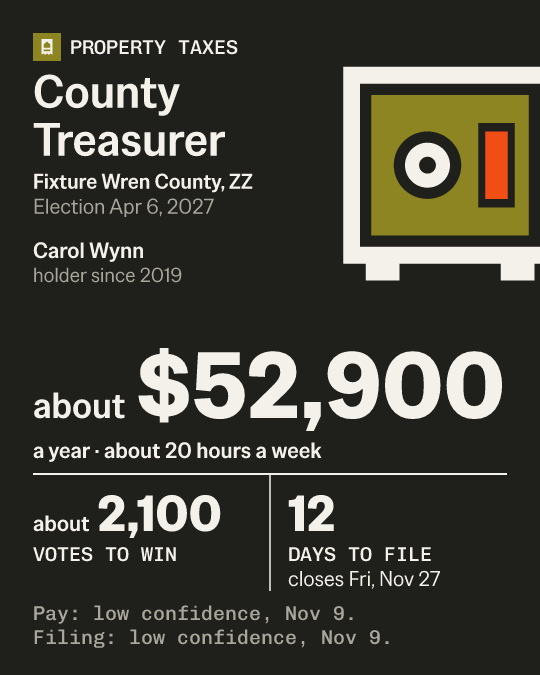 PROPERTY TAXES
County
Treasurer
Fixture Wren County, ZZ
Election Apr 6, 2027
Carol Wynn
holder since 2019
about $52,900
a year · about 20 hours a week
about 2,100
VOTES TO WIN
12
DAYS TO FILE
closes Fri, Nov 27
Pay: low confidence, Nov 9.
Filing: low confidence, Nov 9.